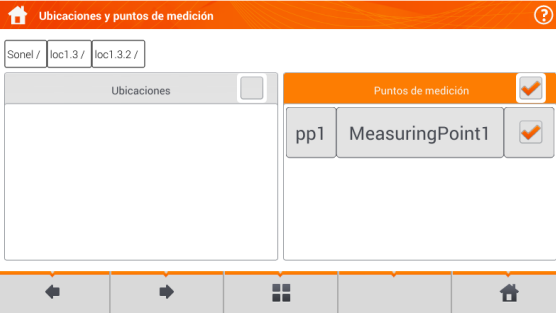 Ubicaciones y puntos de medición
Sonel / loc1.3 / loc1.3.2 /
Ubicaciones
Puntos de medición
pp1 MeasuringPoint1